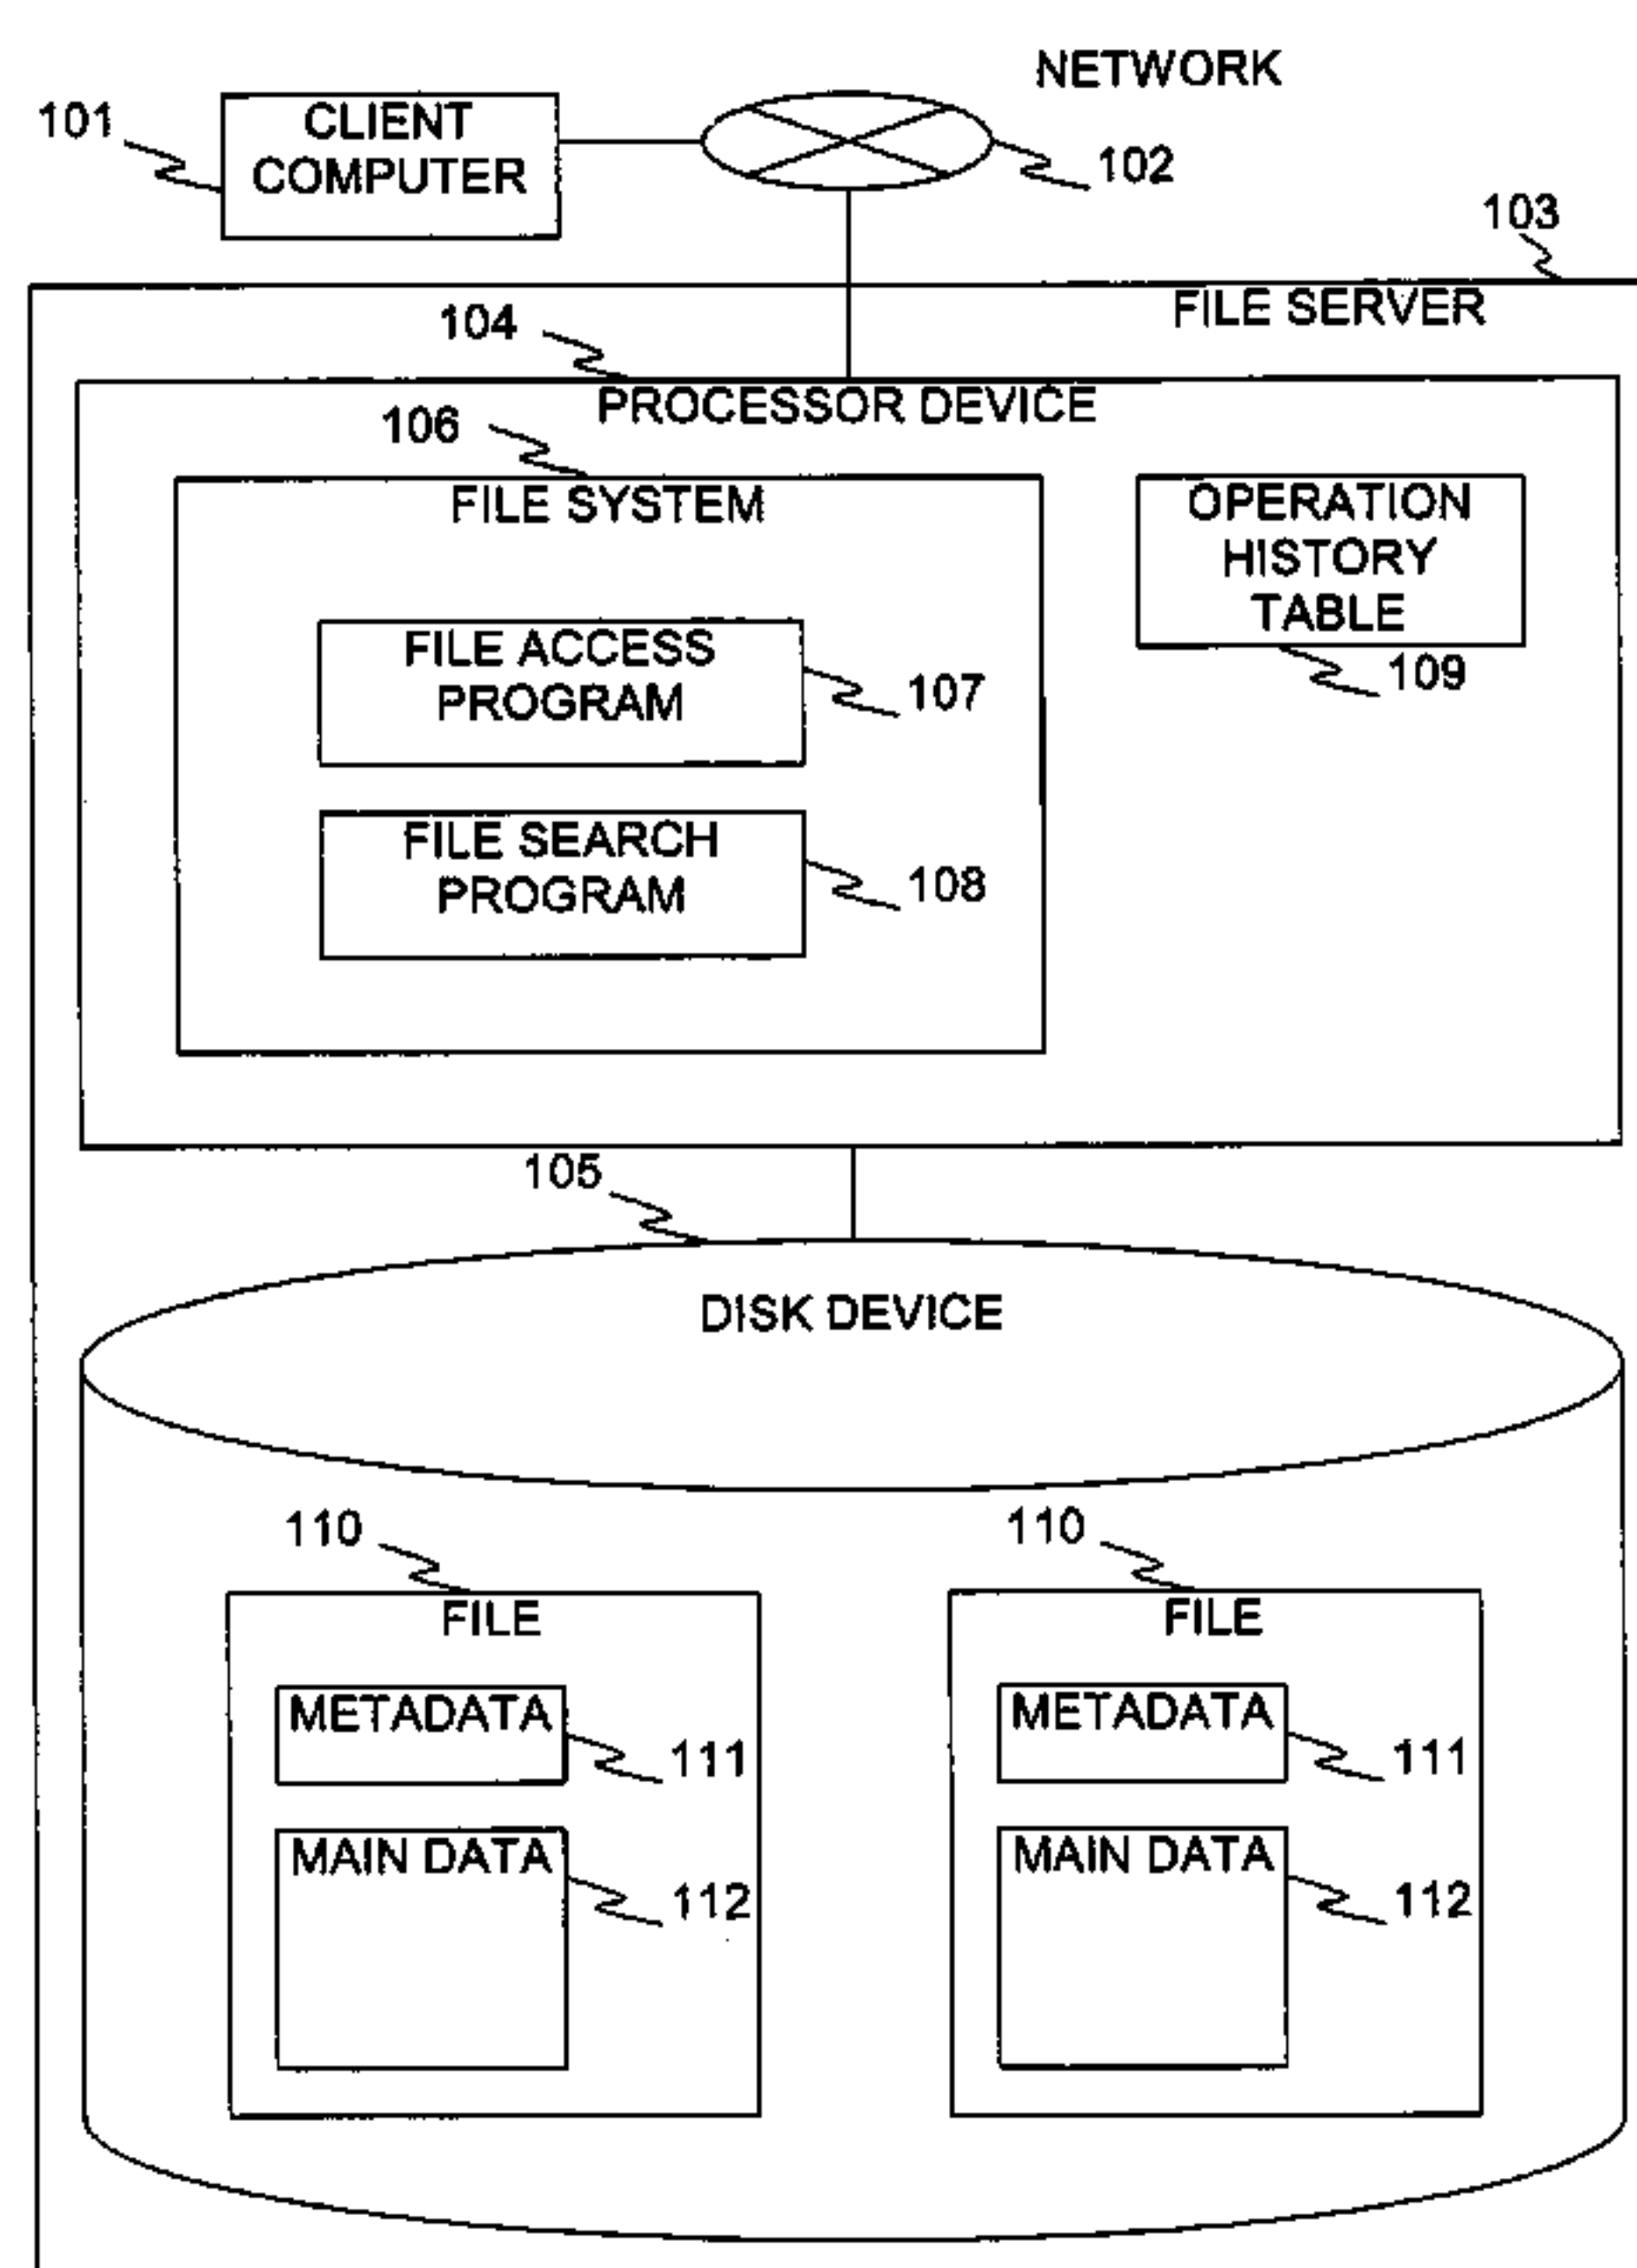 NETWORK
101
CLIENT
COMPUTER
102
103
FILE SERVER
104
PROCESSOR DEVICE
106
FILE SYSTEM
OPERATION
HISTORY
TABLE
109
FILE ACCESS
PROGRAM
107
FILE SEARCH
PROGRAM
108
105
DISK DEVICE
110
FILE
METADATA
111
MAIN DATA
112
110
FILE
METADATA
111
MAIN DATA
112